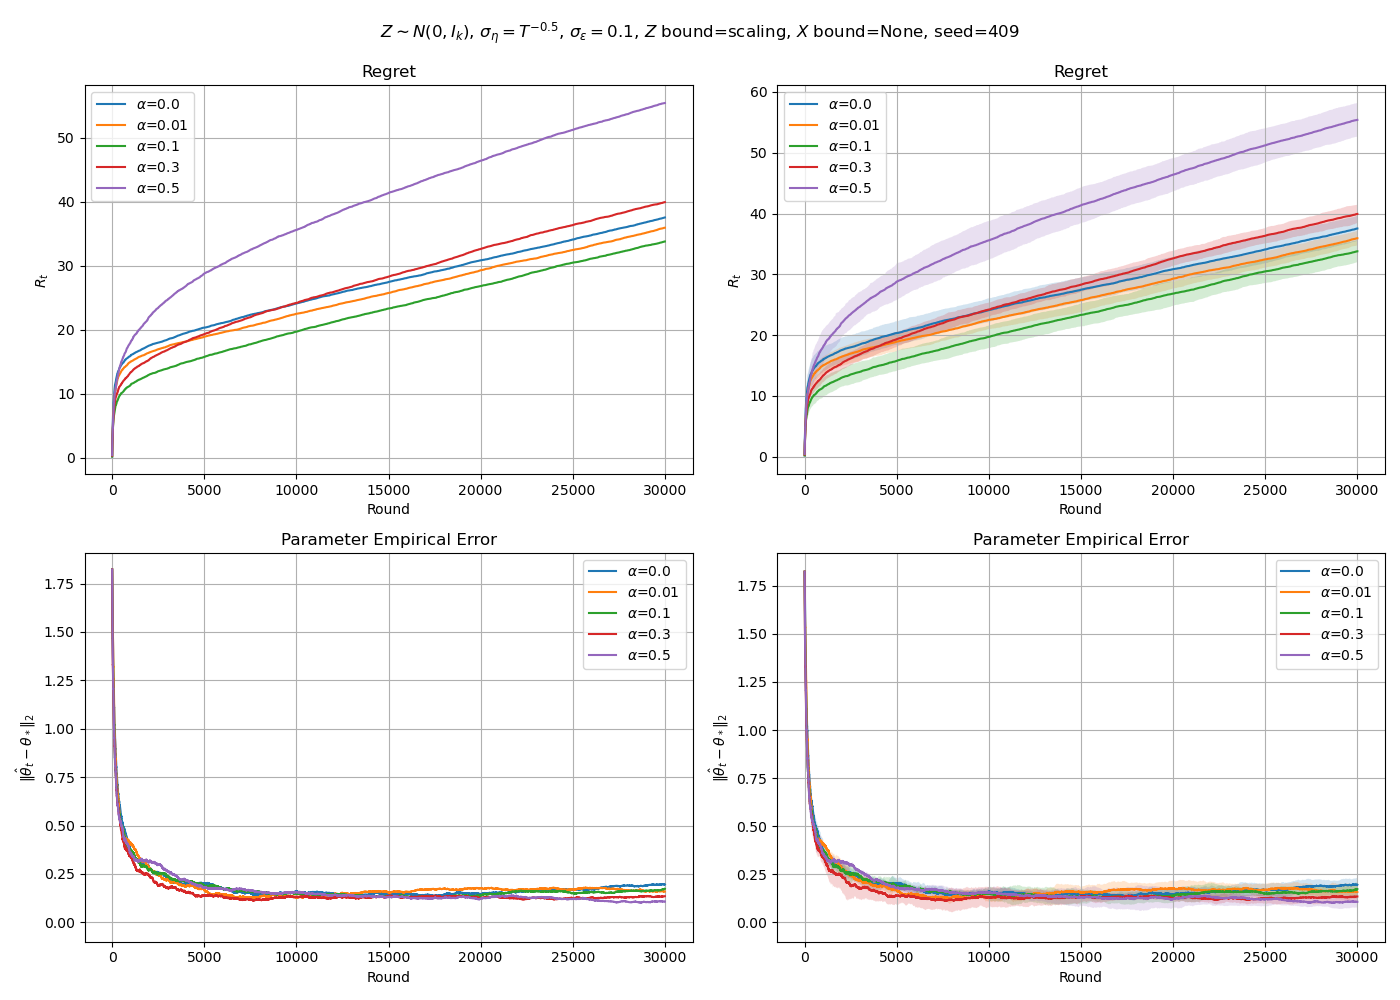 Z ∼ N(0, I_k), σ_η = T^{−0.5}, σ_ε = 0.1, Z bound=scaling, X bound=None, seed=409
Regret
R_t
60
50
40
30
20
10
0
α=0.0
α=0.01
α=0.1
α=0.3
α=0.5
0 5000 10000 15000 20000 25000 30000
Round
Regret
R_t
60
50
40
30
20
10
0
α=0.0
α=0.01
α=0.1
α=0.3
α=0.5
0 5000 10000 15000 20000 25000 30000
Round
Parameter Empirical Error
‖θ̂_t − θ_*‖_2
1.75
1.50
1.25
1.00
0.75
0.50
0.25
0.00
α=0.0
α=0.01
α=0.1
α=0.3
α=0.5
0 5000 10000 15000 20000 25000 30000
Round
Parameter Empirical Error
‖θ̂_t − θ_*‖_2
1.75
1.50
1.25
1.00
0.75
0.50
0.25
0.00
α=0.0
α=0.01
α=0.1
α=0.3
α=0.5
0 5000 10000 15000 20000 25000 30000
Round